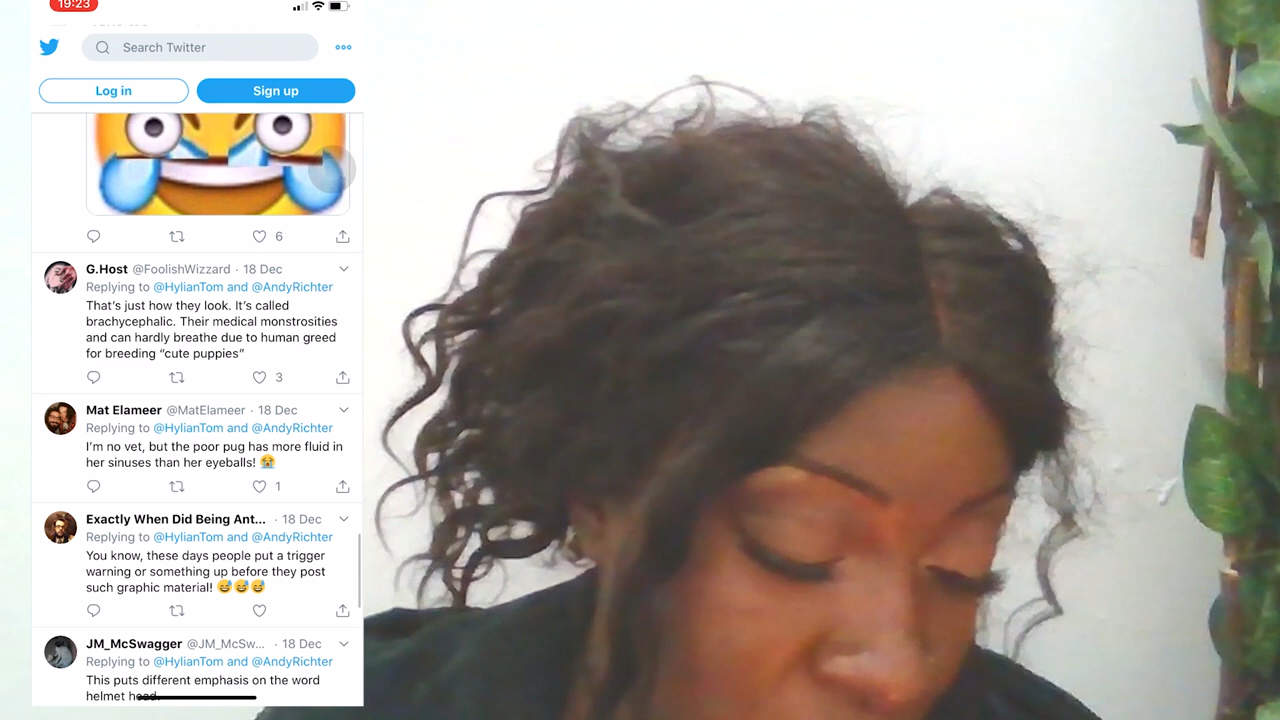 19:23
Search Twitter
Log in
Sign up
6
G.Host @FoolishWizzard · 18 Dec
Replying to @HylianTom and @AndyRichter
That's just how they look. It's called
brachycephalic. Their medical monstrosities
and can hardly breathe due to human greed
for breeding “cute puppies”
3
Mat Elameer @MatElameer · 18 Dec
Replying to @HylianTom and @AndyRichter
I'm no vet, but the poor pug has more fluid in
her sinuses than her eyeballs! 😭
1
Exactly When Did Being Ant... · 18 Dec
Replying to @HylianTom and @AndyRichter
You know, these days people put a trigger
warning or something up before they post
such graphic material! 😅😅😅
JM_McSwagger @JM_McSw... · 18 Dec
Replying to @HylianTom and @AndyRichter
This puts different emphasis on the word
helmet head.